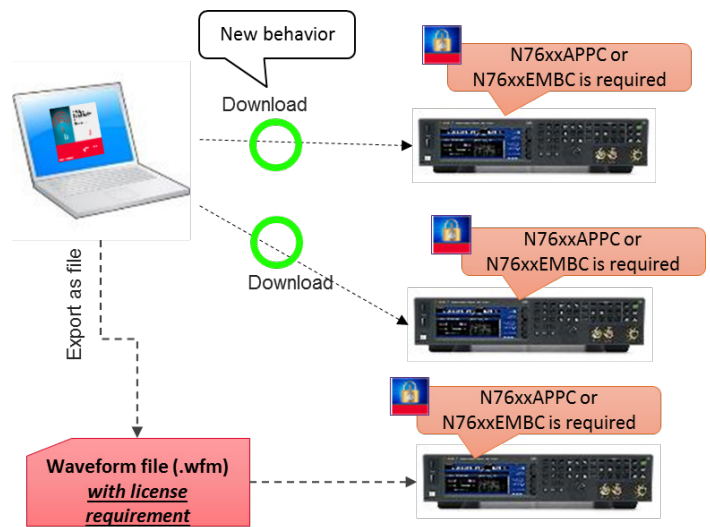 New behavior
N76xxAPPC or
N76xxEMBC is required
Download
N76xxAPPC or
N76xxEMBC is required
Download
Export as file
N76xxAPPC or
N76xxEMBC is required
Waveform file (.wfm)
with license
requirement